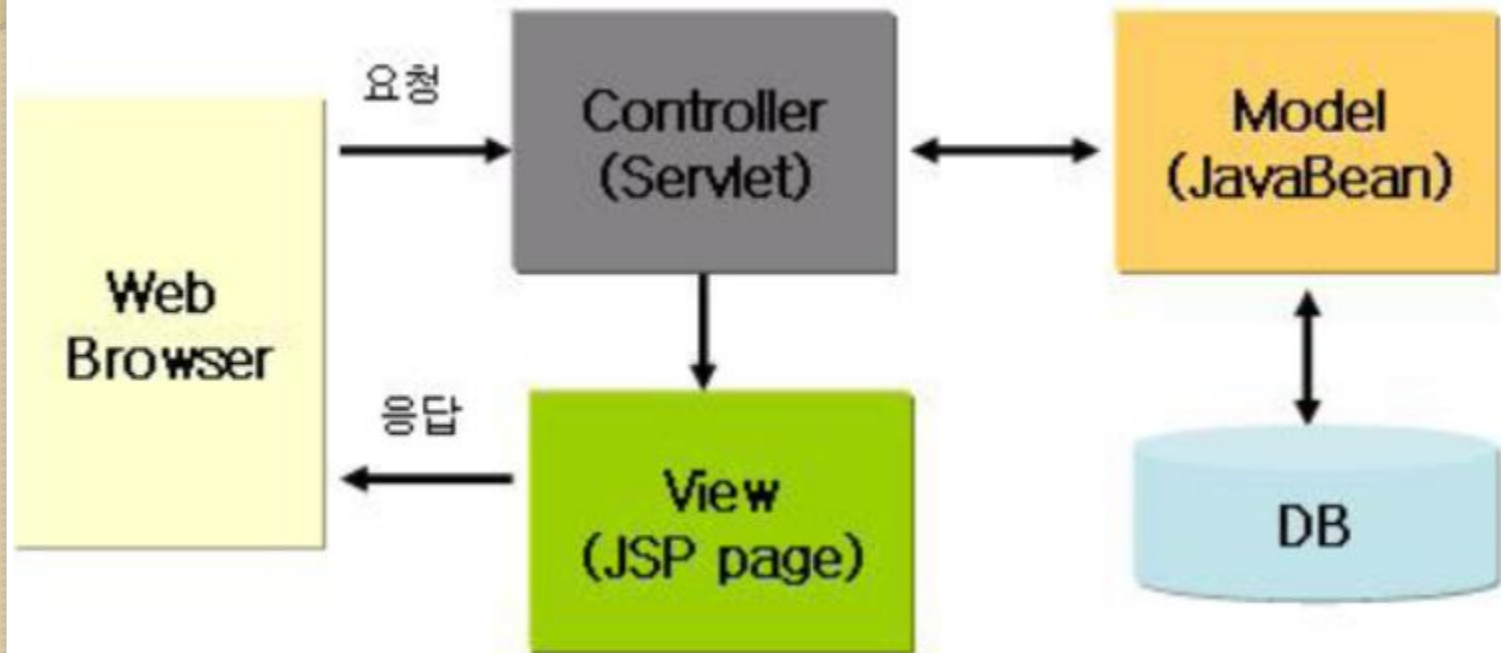 요청
Controller
(Servlet)
Model
(JavaBean)
Web
Browser
응답
View
(JSP page)
DB